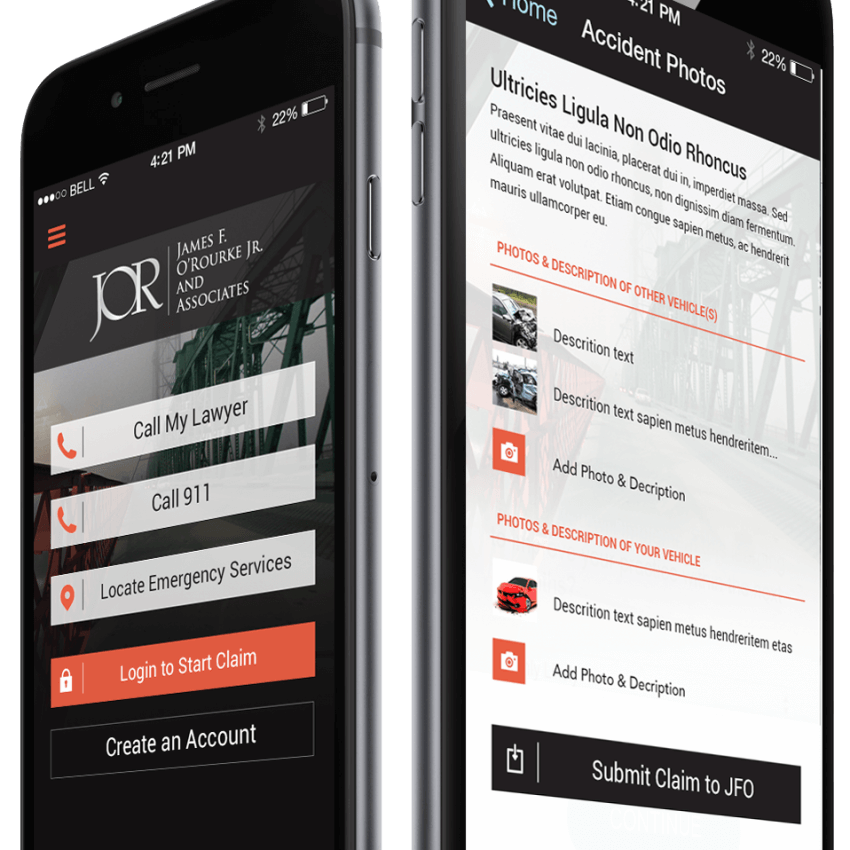 ●●●○○ BELL
4:21 PM
22%
JOR
JAMES F.
O'ROURKE JR.
AND
ASSOCIATES
Call My Lawyer
Call 911
Locate Emergency Services
Login to Start Claim
Create an Account
Home
4:21 PM
22%
Accident Photos
Ultricies Ligula Non Odio Rhoncus
Praesent vitae dui lacinia, placerat dui in, imperdiet massa. Sed
ultricies ligula non odio rhoncus, non dignissim diam fermentum.
Aliquam erat volutpat. Etiam congue sapien metus, ac hendrerit
mauris ullamcorper eu.
PHOTOS & DESCRIPTION OF OTHER VEHICLE(S)
Descrition text
Descrition text sapien metus hendreritem...
Add Photo & Decription
PHOTOS & DESCRIPTION OF YOUR VEHICLE
Descrition text sapien metus hendreritem etas
Add Photo & Decription
Submit Claim to JFO
CONTINUE